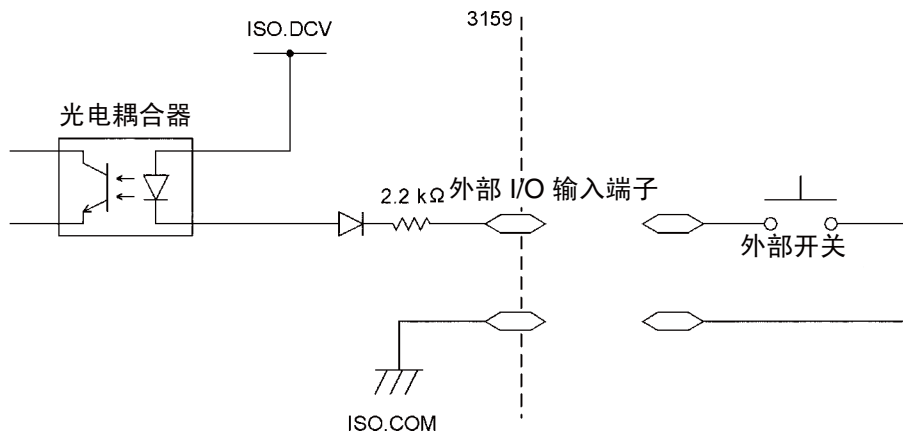 3159
ISO.DCV
光电耦合器
2.2 kΩ
外部 I/O 输入端子
外部开关
ISO.COM